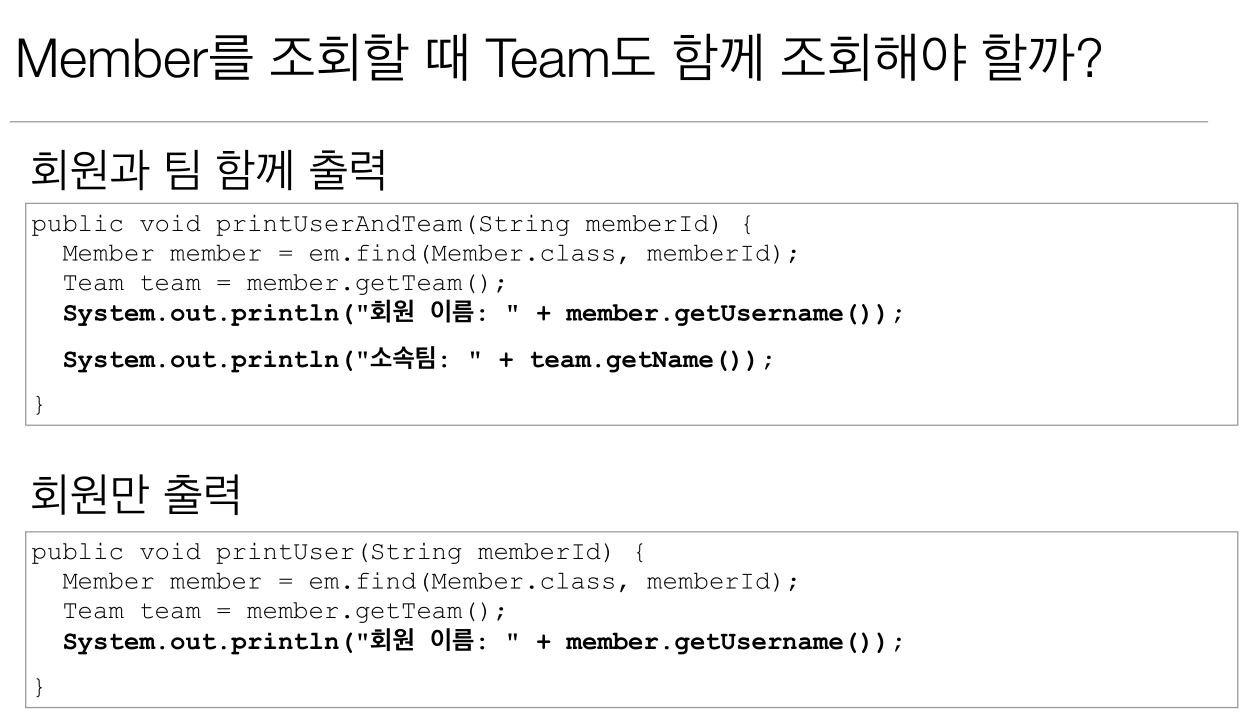 Member를 조회할 때 Team도 함께 조회해야 할까?
회원과 팀 함께 출력
public void printUserAndTeam(String memberId) {
  Member member = em.find(Member.class, memberId);
  Team team = member.getTeam();
  System.out.println("회원 이름: " + member.getUsername());
  System.out.println("소속팀: " + team.getName());
}
회원만 출력
public void printUser(String memberId) {
  Member member = em.find(Member.class, memberId);
  Team team = member.getTeam();
  System.out.println("회원 이름: " + member.getUsername());
}